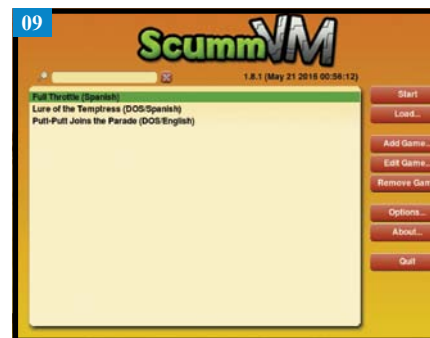 09
ScummVM
1.8.1 (May 21 2016 00:56:12)
Full Throttle (Spanish)
Lure of the Temptress (DOS/Spanish)
Putt-Putt Joins the Parade (DOS/English)
Start
Load...
Add Game..
Edit Game..
Remove Gam
Options...
About...
Quit